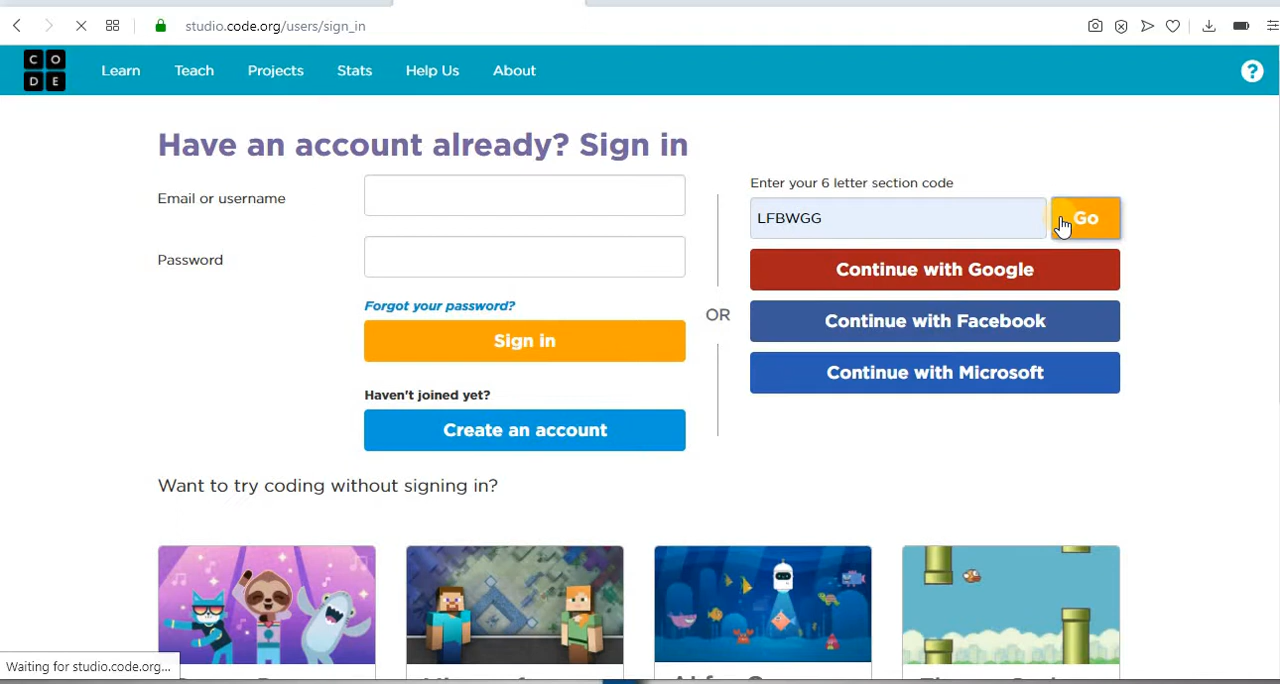 studio.code.org/users/sign_in
C O
D E
Learn Teach Projects Stats Help Us About
?
Have an account already? Sign in
Email or username
Password
Forgot your password?
Sign in
Haven't joined yet?
Create an account
OR
Enter your 6 letter section code
LFBWGG
Go
Continue with Google
Continue with Facebook
Continue with Microsoft
Want to try coding without signing in?
Waiting for studio.code.org...